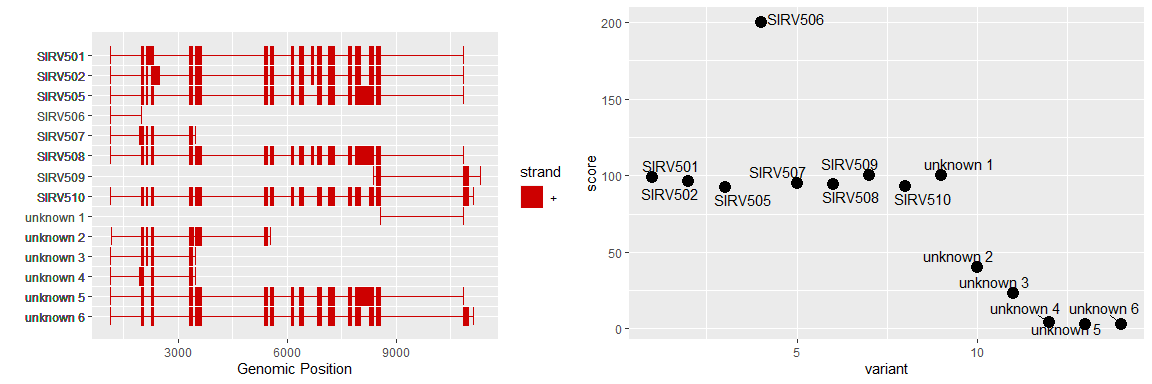 SIRV501
SIRV502
SIRV505
SIRV506
SIRV507
SIRV508
SIRV509
SIRV510
unknown 1
unknown 2
unknown 3
unknown 4
unknown 5
unknown 6
3000 6000 9000
Genomic Position
strand
+
score
200
150
100
50
0
SIRV506
SIRV501
SIRV502
SIRV505
SIRV507
SIRV508
SIRV509
SIRV510
unknown 1
unknown 2
unknown 3
unknown 4
unknown 5
unknown 6
5 10
variant